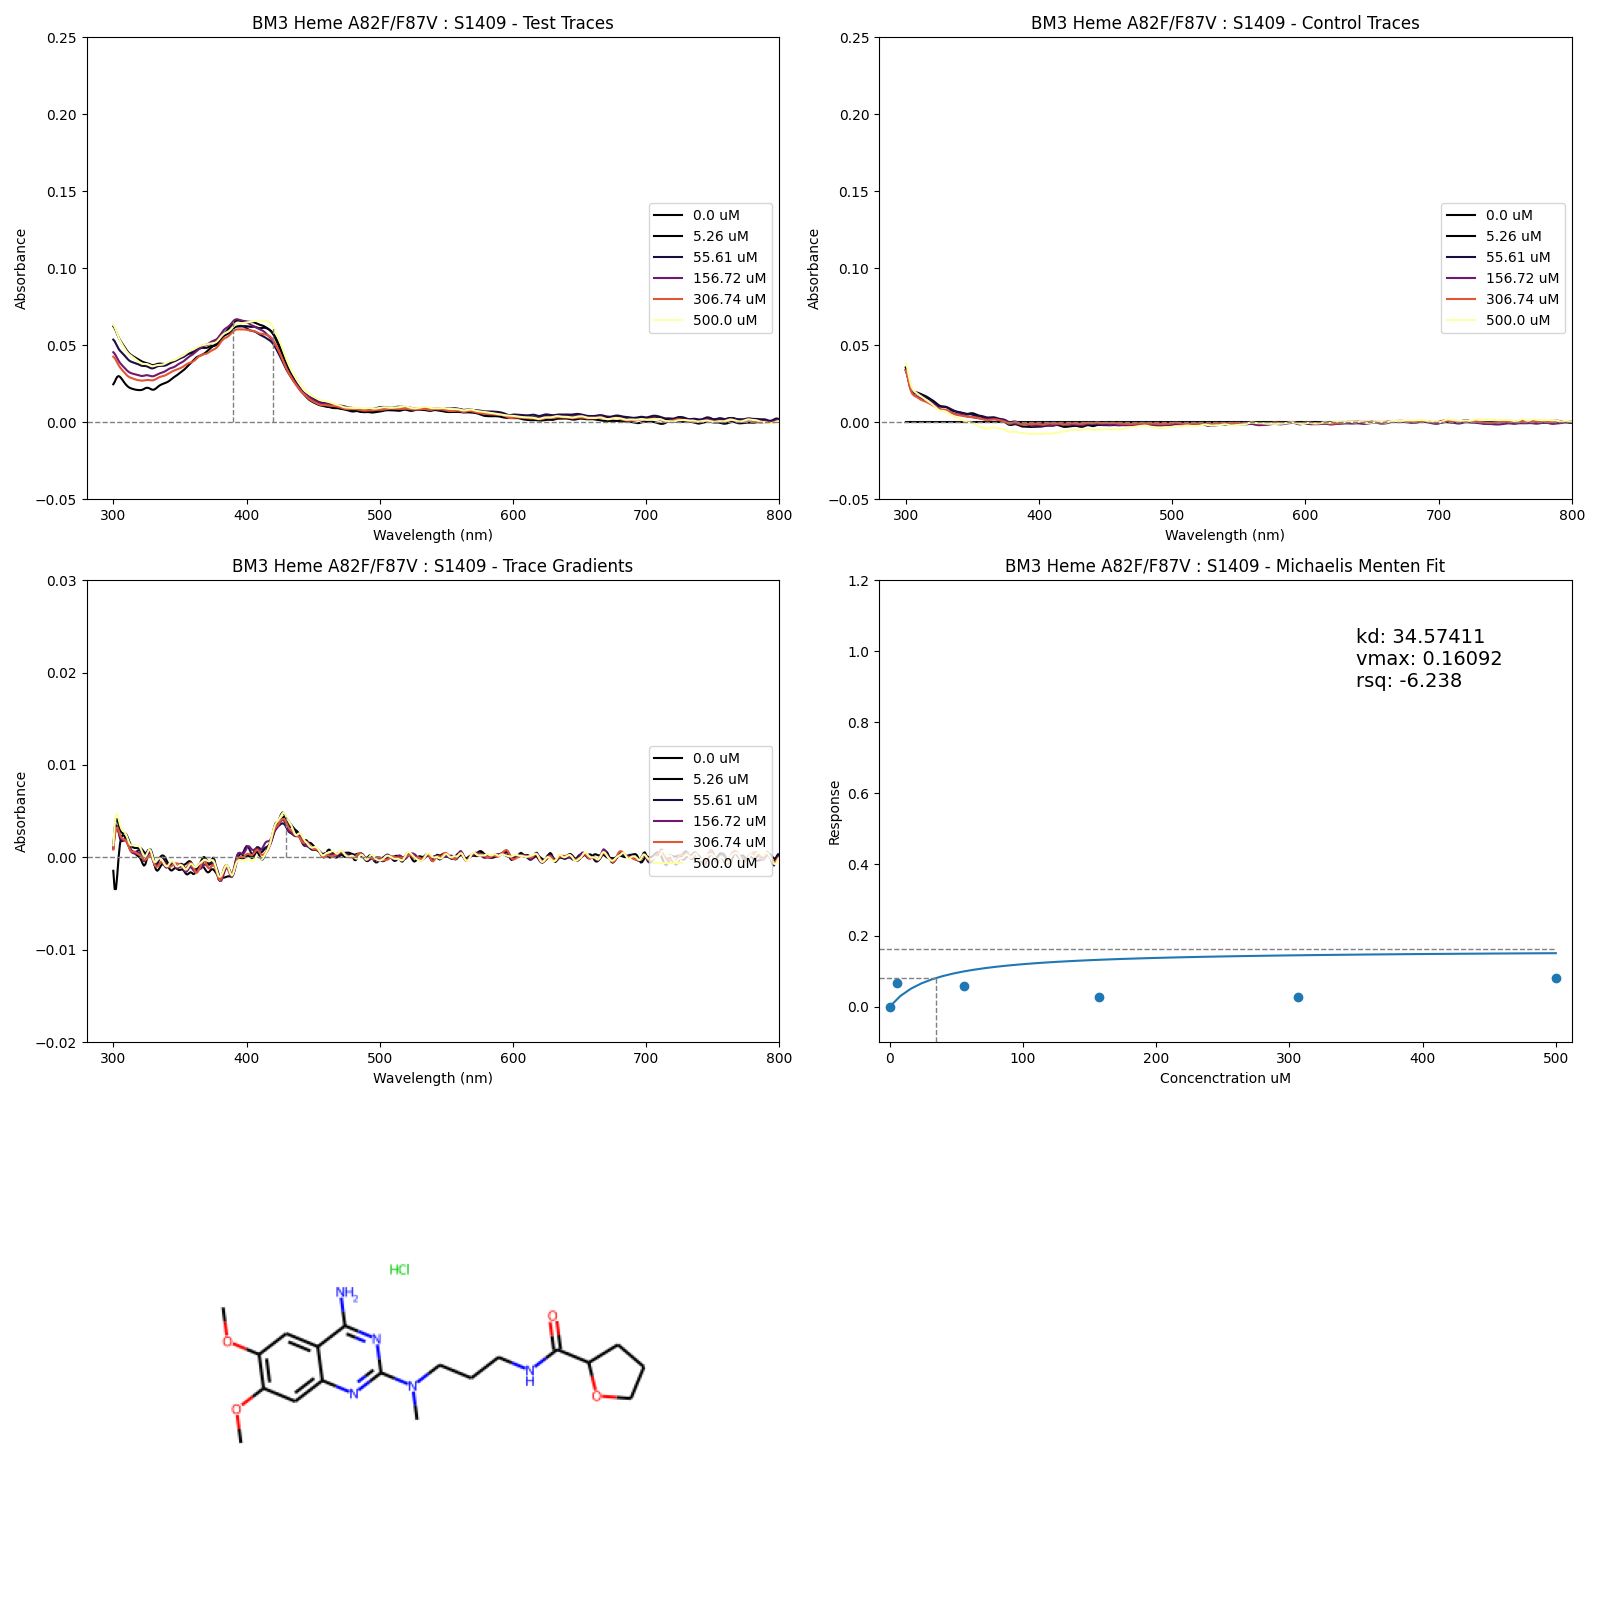 BM3 Heme A82F/F87V : S1409 - Test Traces
0.25
0.20
0.15
0.10
0.05
0.00
−0.05
Absorbance
300 400 500 600 700 800
Wavelength (nm)
0.0 uM
5.26 uM
55.61 uM
156.72 uM
306.74 uM
500.0 uM
BM3 Heme A82F/F87V : S1409 - Control Traces
0.25
0.20
0.15
0.10
0.05
0.00
−0.05
Absorbance
300 400 500 600 700 800
Wavelength (nm)
0.0 uM
5.26 uM
55.61 uM
156.72 uM
306.74 uM
500.0 uM
BM3 Heme A82F/F87V : S1409 - Trace Gradients
0.03
0.02
0.01
0.00
−0.01
−0.02
Absorbance
300 400 500 600 700 800
Wavelength (nm)
0.0 uM
5.26 uM
55.61 uM
156.72 uM
306.74 uM
500.0 uM
BM3 Heme A82F/F87V : S1409 - Michaelis Menten Fit
1.2
1.0
0.8
0.6
0.4
0.2
0.0
Response
kd: 34.57411
vmax: 0.16092
rsq: -6.238
0 100 200 300 400 500
Concenctration uM
HCl
NH2
O
O
N
N
N
N
H
O
O